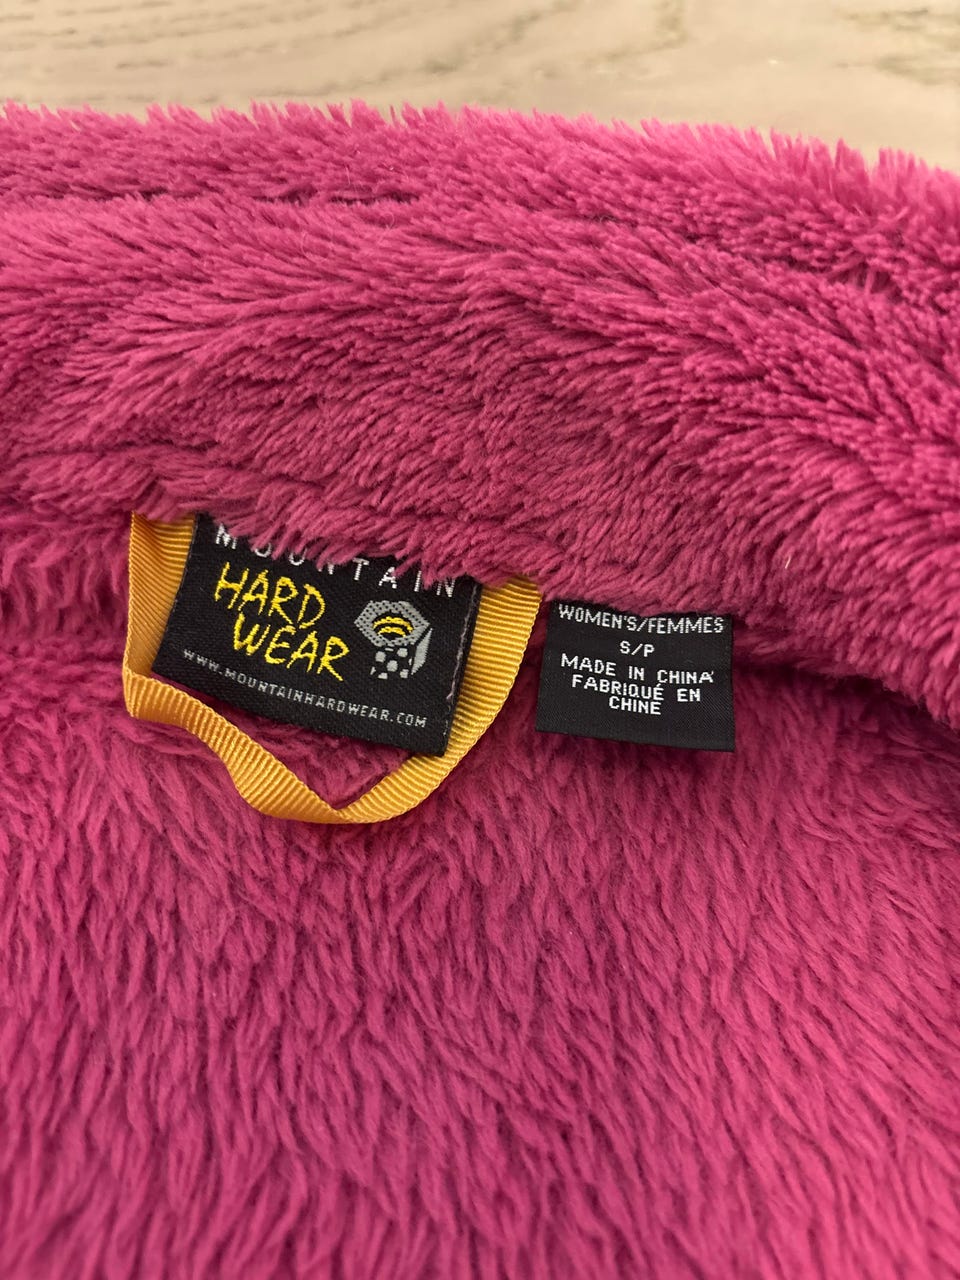 MOUNTAIN
HARD
WEAR
WWW.MOUNTAINHARDWEAR.COM
WOMEN'S/FEMMES
S/P
MADE IN CHINA
FABRIQUÉ EN
CHINE